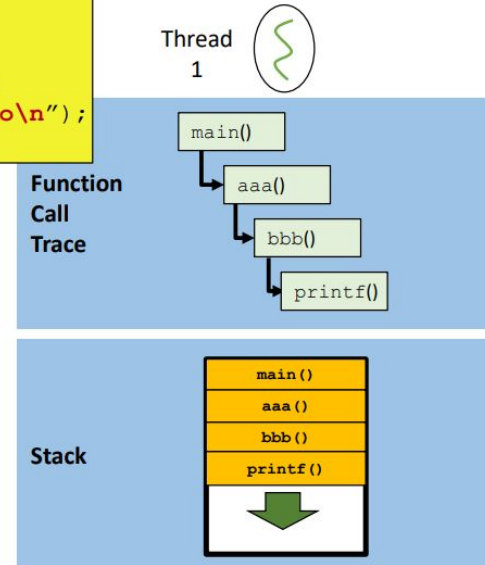 o\n");
Thread
1
Function
Call
Trace
main()
aaa()
bbb()
printf()
Stack
main()
aaa()
bbb()
printf()